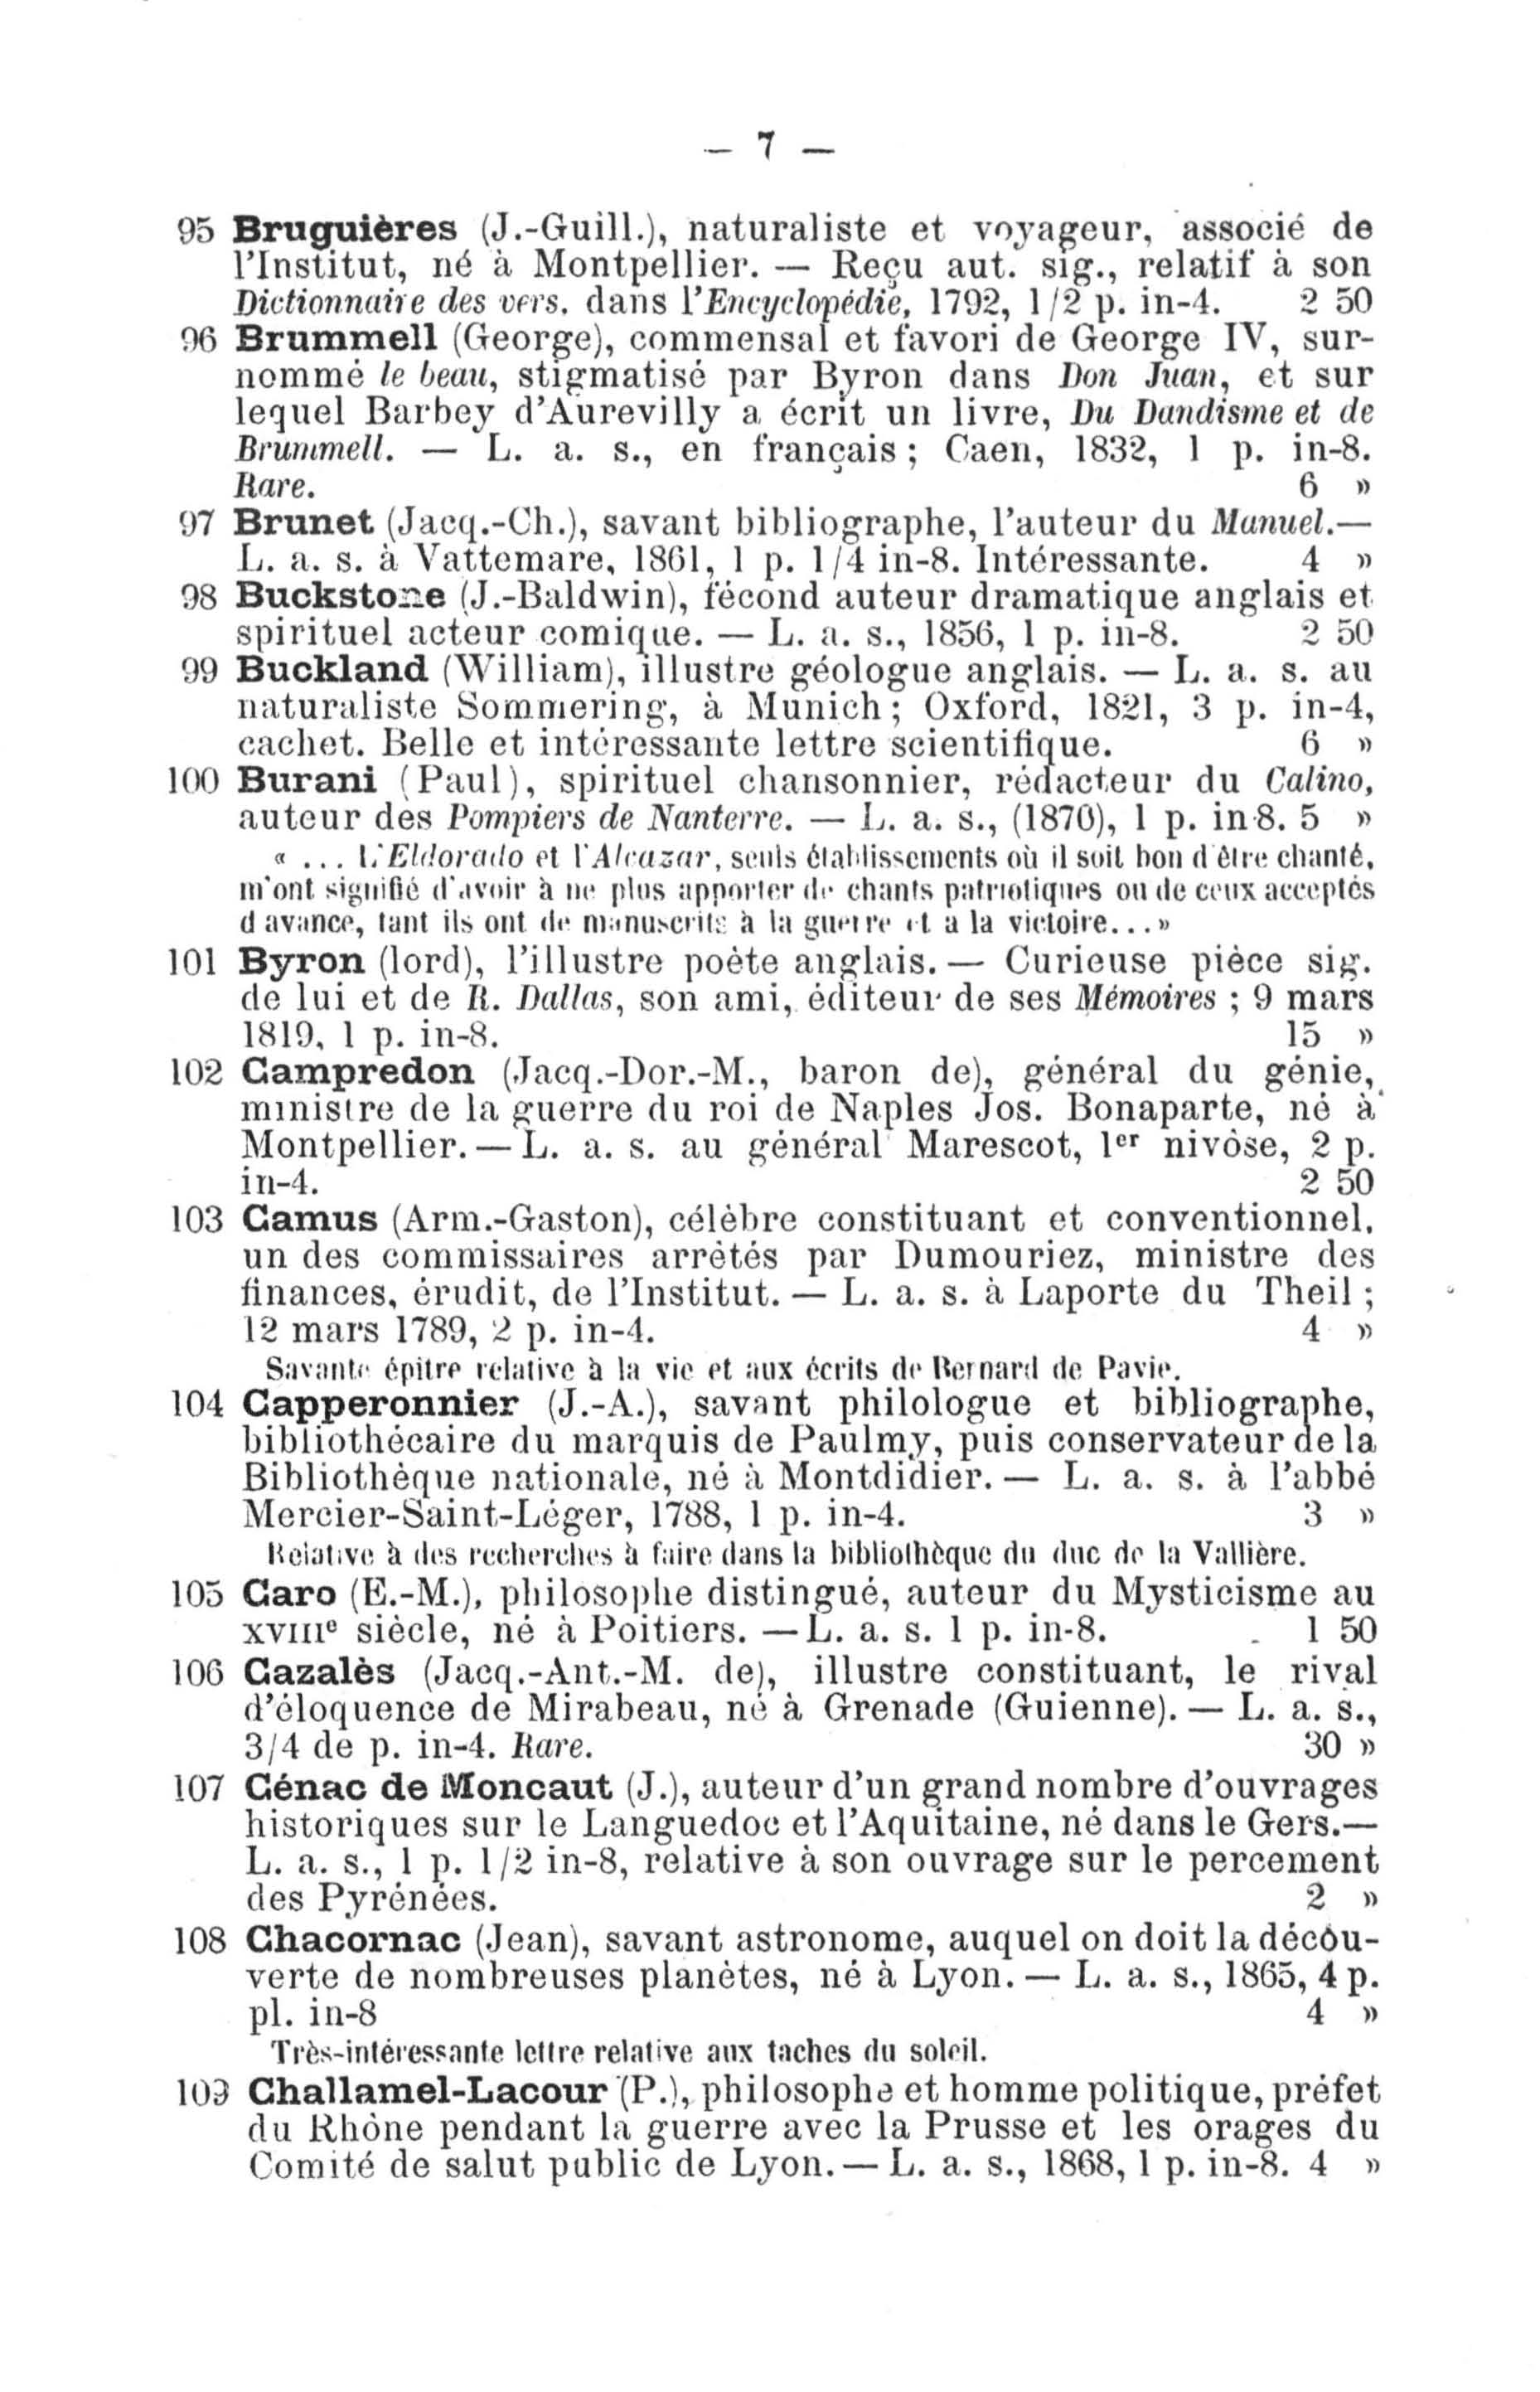 — 7 —
95 Bruguières (J.-Guill.), naturaliste et voyageur, associé de
l'Institut, né à Montpellier. — Reçu aut. sig., relatif à son
Dictionnaire des vers, dans l'Encyclopédie, 1792, 1/2 p. in-4. 2 50
96 Brummell (George), commensal et favori de George IV, sur-
nommé le beau, stigmatisé par Byron dans Don Juan, et sur
lequel Barbey d'Aurevilly a écrit un livre, Du Dandisme et de
Brummell. — L. a. s., en français ; Caen, 1832, 1 p. in-8.
Rare. 6 »
97 Brunet (Jacq.-Ch.), savant bibliographe, l'auteur du Manuel.—
L. a. s. à Vattemare, 1861, 1 p. 1/4 in-8. Intéressante. 4 »
98 Buckstone (J.-Baldwin), fécond auteur dramatique anglais et
spirituel acteur comique. — L. a. s., 1856, 1 p. in-8. 2 50
99 Buckland (William), illustre géologue anglais. — L. a. s. au
naturaliste Sommering, à Munich ; Oxford, 1821, 3 p. in-4,
cachet. Belle et intéressante lettre scientifique. 6 »
100 Burani (Paul), spirituel chansonnier, rédacteur du Calino,
auteur des Pompiers de Nanterre. — L. a. s., (1870), 1 p. in-8. 5 »
« ... L'Eldorado et l'Alcazar, seuls établissements où il soit bon d'être chanté,
m'ont signifié d'avoir à ne plus apporter de chants patriotiques ou de ceux acceptés
d'avance, tant ils ont de manuscrits à la guerre et à la victoire... »
101 Byron (lord), l'illustre poète anglais. — Curieuse pièce sig.
de lui et de R. Dallas, son ami, éditeur de ses Mémoires ; 9 mars
1819, 1 p. in-8. 15 »
102 Campredon (Jacq.-Dor.-M., baron de), général du génie,
ministre de la guerre du roi de Naples Jos. Bonaparte, né à
Montpellier. — L. a. s. au général Marescot, 1er nivôse, 2 p.
in-4. 2 50
103 Camus (Arm.-Gaston), célèbre constituant et conventionnel,
un des commissaires arrêtés par Dumouriez, ministre des
finances, érudit, de l'Institut. — L. a. s. à Laporte du Theil ;
12 mars 1789, 2 p. in-4. 4 »
Savante épitre relative à la vie et aux écrits de Bernard de Pavie.
104 Capperonnier (J.-A.), savant philologue et bibliographe,
bibliothécaire du marquis de Paulmy, puis conservateur de la
Bibliothèque nationale, né à Montdidier. — L. a. s. à l'abbé
Mercier-Saint-Léger, 1788, 1 p. in-4. 3 »
Relative à des recherches à faire dans la bibliothèque du duc de la Vallière.
105 Caro (E.-M.), philosophe distingué, auteur du Mysticisme au
XVIIIe siècle, né à Poitiers. — L. a. s. 1 p. in-8. 1 50
106 Cazalès (Jacq.-Ant.-M. de), illustre constituant, le rival
d'éloquence de Mirabeau, né à Grenade (Guienne). — L. a. s.,
3/4 de p. in-4. Rare. 30 »
107 Cénac de Moncaut (J.), auteur d'un grand nombre d'ouvrages
historiques sur le Languedoc et l'Aquitaine, né dans le Gers.—
L. a. s., 1 p. 1/2 in-8, relative à son ouvrage sur le percement
des Pyrénées. 2 »
108 Chacornac (Jean), savant astronome, auquel on doit la décou-
verte de nombreuses planètes, né à Lyon. — L. a. s., 1865, 4 p.
pl. in-8 4 »
Très-intéressante lettre relative aux taches du soleil.
109 Challamel-Lacour (P.), philosophe et homme politique, préfet
du Rhône pendant la guerre avec la Prusse et les orages du
Comité de salut public de Lyon. — L. a. s., 1868, 1 p. in-8. 4 »